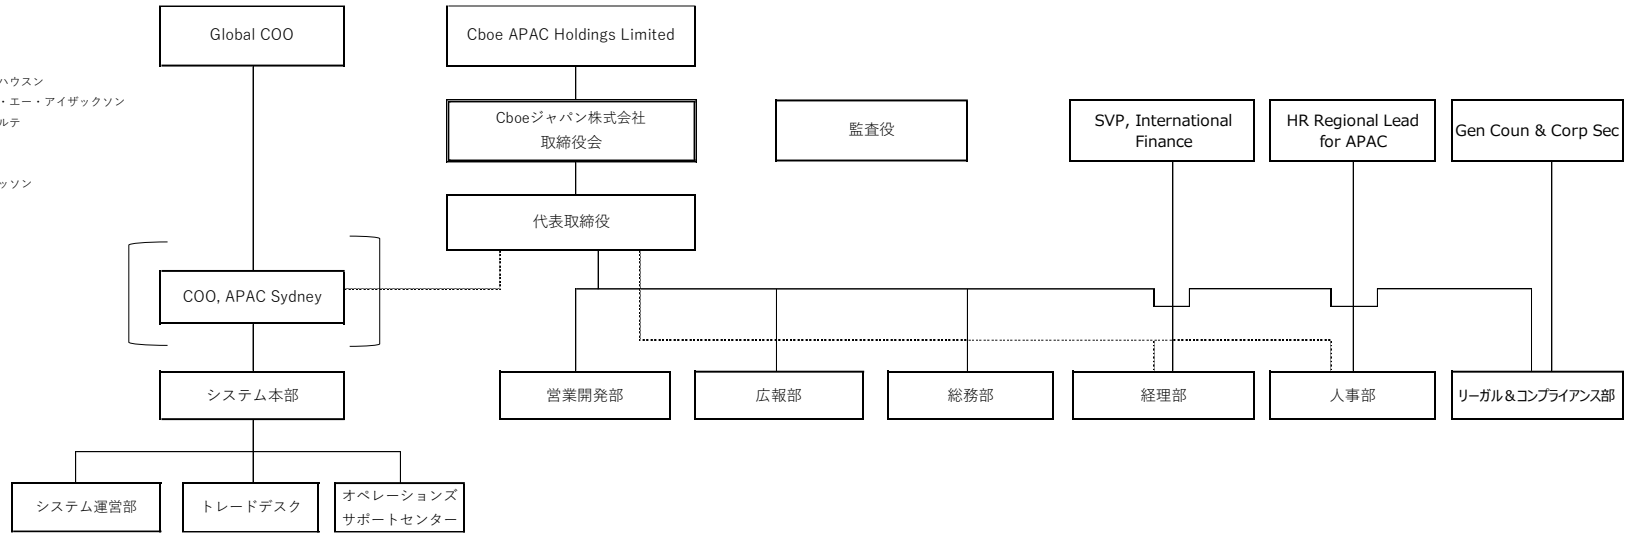 Global COO
Cboe APAC Holdings Limited
ハウスン
・エー・アイザックソン
ルテ
ッソン
Cboeジャパン株式会社
取締役会
監査役
SVP, International
Finance
HR Regional Lead
for APAC
Gen Coun & Corp Sec
代表取締役
COO, APAC Sydney
システム本部
営業開発部
広報部
総務部
経理部
人事部
リーガル＆コンプライアンス部
システム運営部
トレードデスク
オペレーションズ
サポートセンター